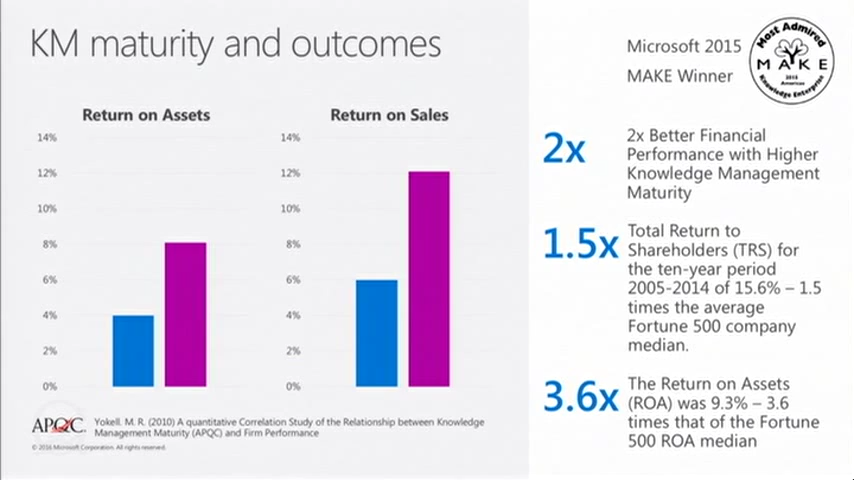 KM maturity and outcomes
Return on Assets
14%
12%
10%
8%
6%
4%
2%
0%
Return on Sales
14%
12%
10%
8%
6%
4%
2%
0%
APQC.
Yokell. M. R. (2010) A quantitative Correlation Study of the Relationship between Knowledge
Management Maturity (APQC) and Firm Performance
© 2016 Microsoft Corporation. All rights reserved.
Microsoft 2015
MAKE Winner
Most Admired
MAKE
2015
Americas
Knowledge Enterprise
2x
2x Better Financial
Performance with Higher
Knowledge Management
Maturity
1.5x
Total Return to
Shareholders (TRS) for
the ten-year period
2005-2014 of 15.6% – 1.5
times the average
Fortune 500 company
median.
3.6x
The Return on Assets
(ROA) was 9.3% – 3.6
times that of the Fortune
500 ROA median